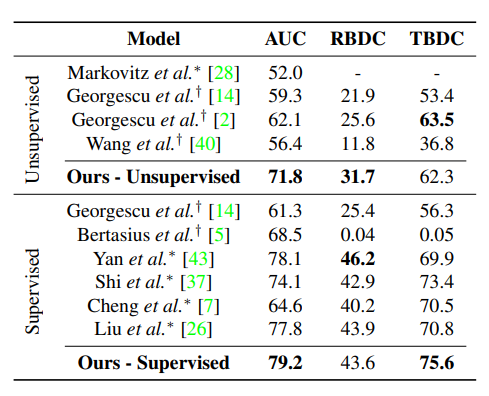 Model AUC RBDC TBDC
Unsupervised
Markovitz et al.* [28] 52.0 - -
Georgescu et al.† [14] 59.3 21.9 53.4
Georgescu et al.† [2] 62.1 25.6 63.5
Wang et al.† [40] 56.4 11.8 36.8
Ours - Unsupervised 71.8 31.7 62.3
Supervised
Georgescu et al.† [14] 61.3 25.4 56.3
Bertasius et al.† [5] 68.5 0.04 0.05
Yan et al.* [43] 78.1 46.2 69.9
Shi et al.* [37] 74.1 42.9 73.4
Cheng et al.* [7] 64.6 40.2 70.5
Liu et al.* [26] 77.8 43.9 70.8
Ours - Supervised 79.2 43.6 75.6